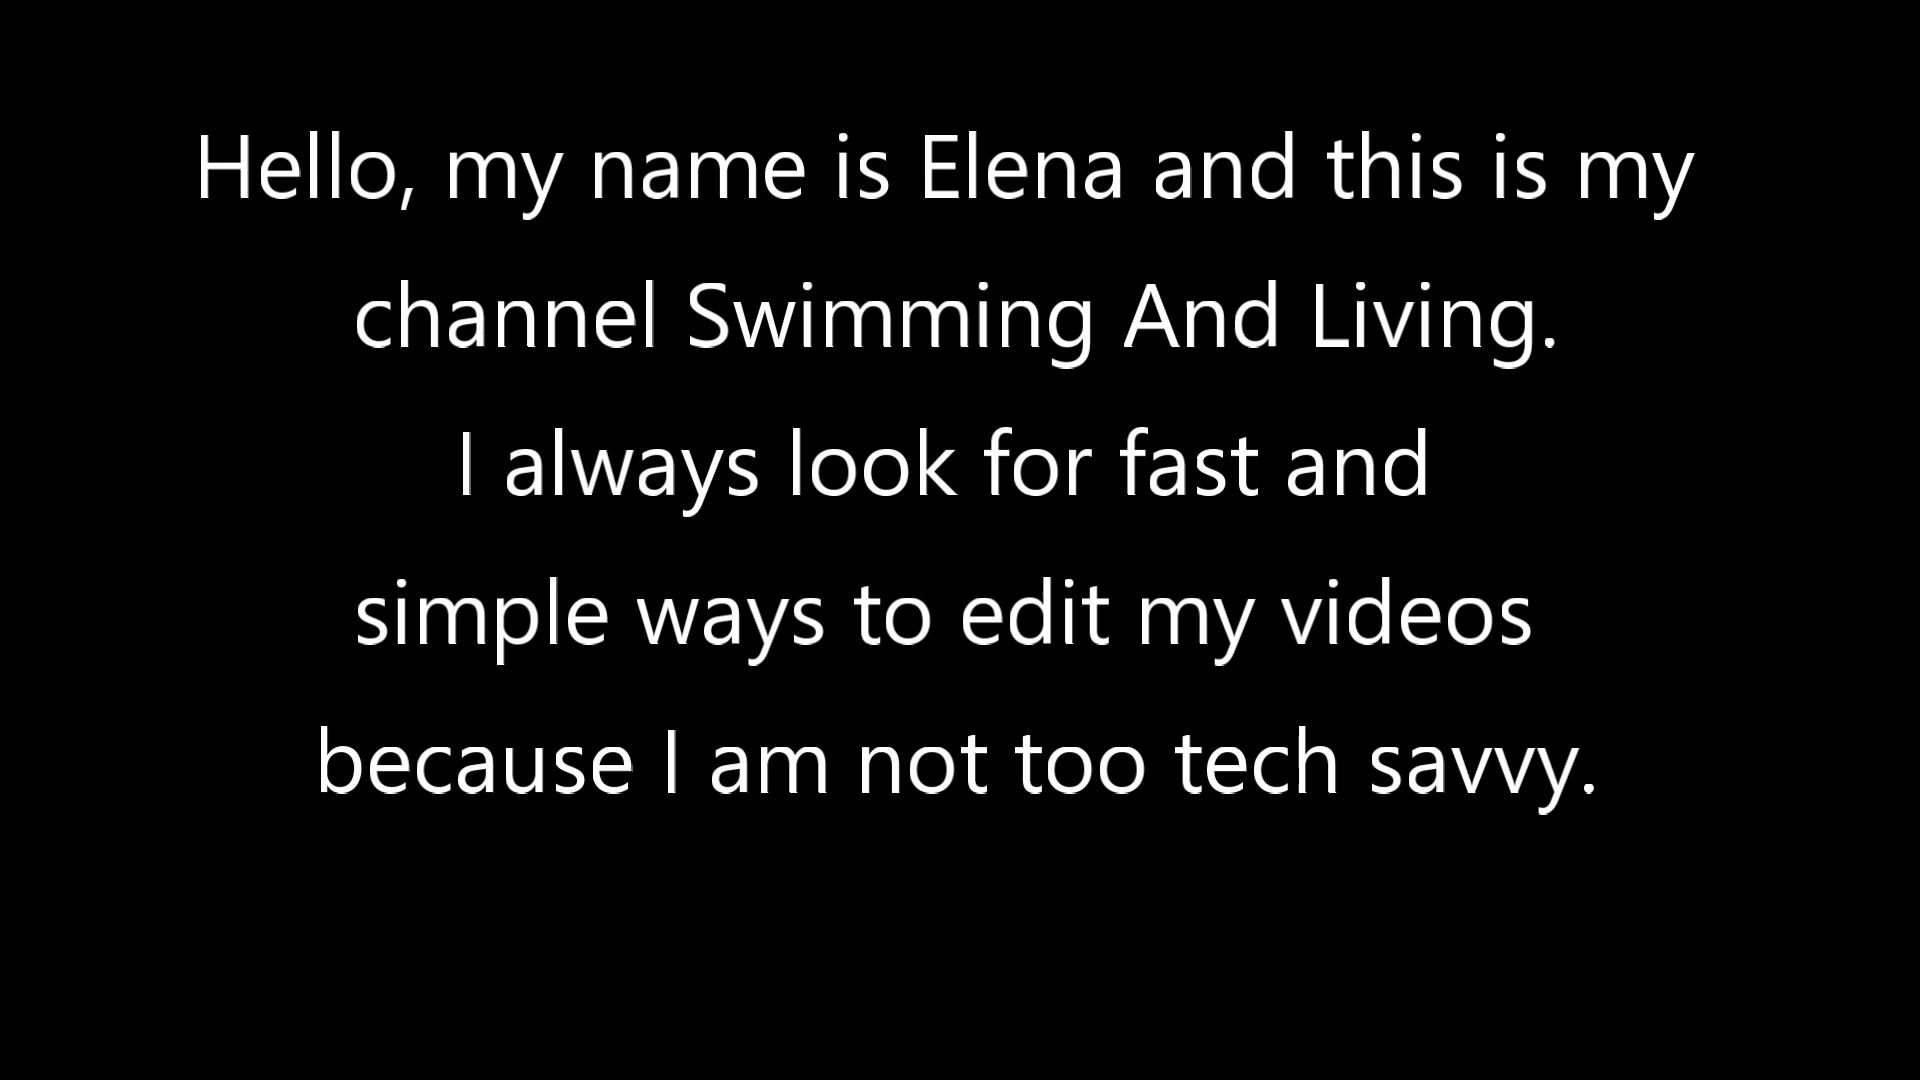 Hello, my name is Elena and this is my
channel Swimming And Living.
I always look for fast and
simple ways to edit my videos
because I am not too tech savvy.